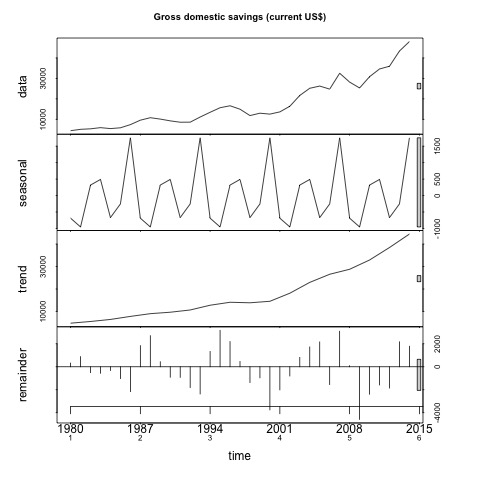 Gross domestic savings (current US$)
data
10000 30000
seasonal
-1000 0 500 1500
trend
10000 30000
remainder
-4000 0 2000
1980 1987 1994 2001 2008 2015
1 2 3 4 5 6
time